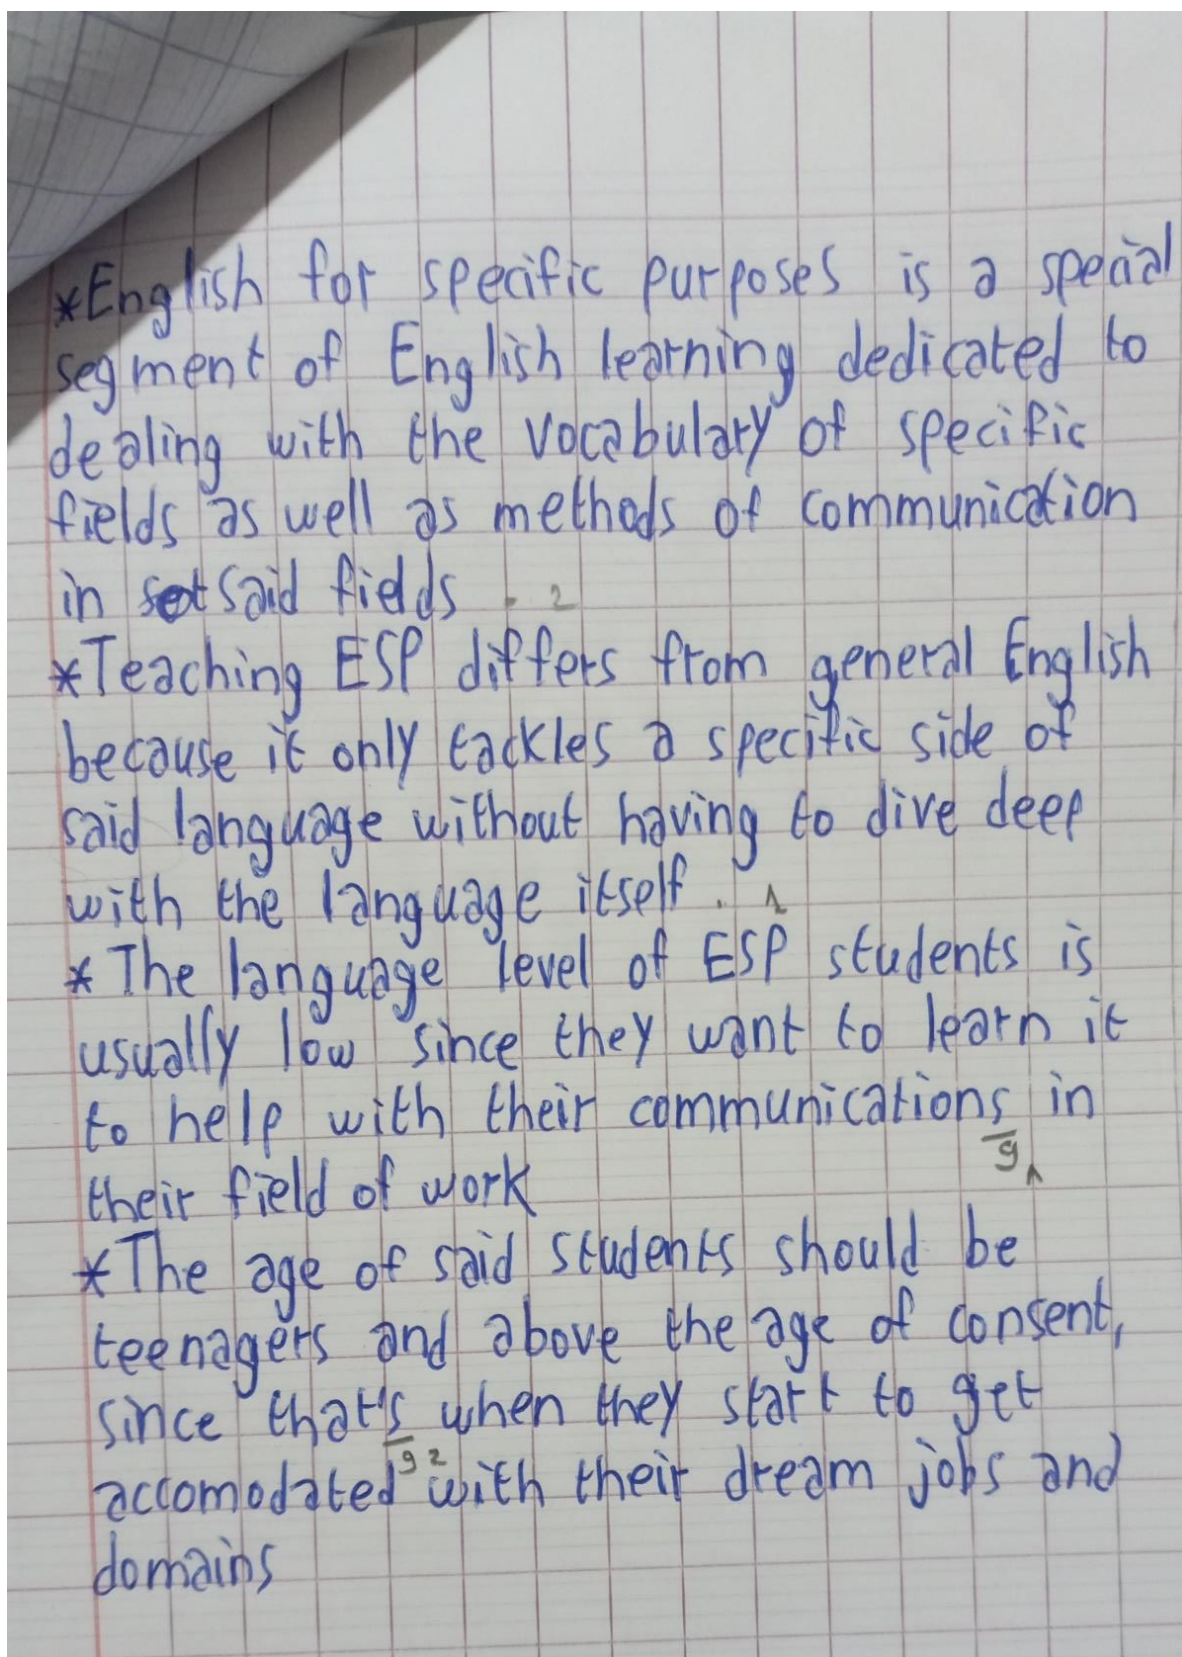 *English for specific purposes is a special
segment of English learning dedicated to
dealing with the vocabulary of specific
fields as well as methods of communication
in set said fields . 2
*Teaching ESP differs from general English
because it only tackles a specific side of
said language without having to dive deep
with the language itself . 1
* The language level of ESP students is
usually low since they want to learn it
to help with their communications in
g 1
their field of work
*The age of said students should be
teenagers and above the age of consent,
since that's when they start to get
g 2
accomodated with their dream jobs and
domains